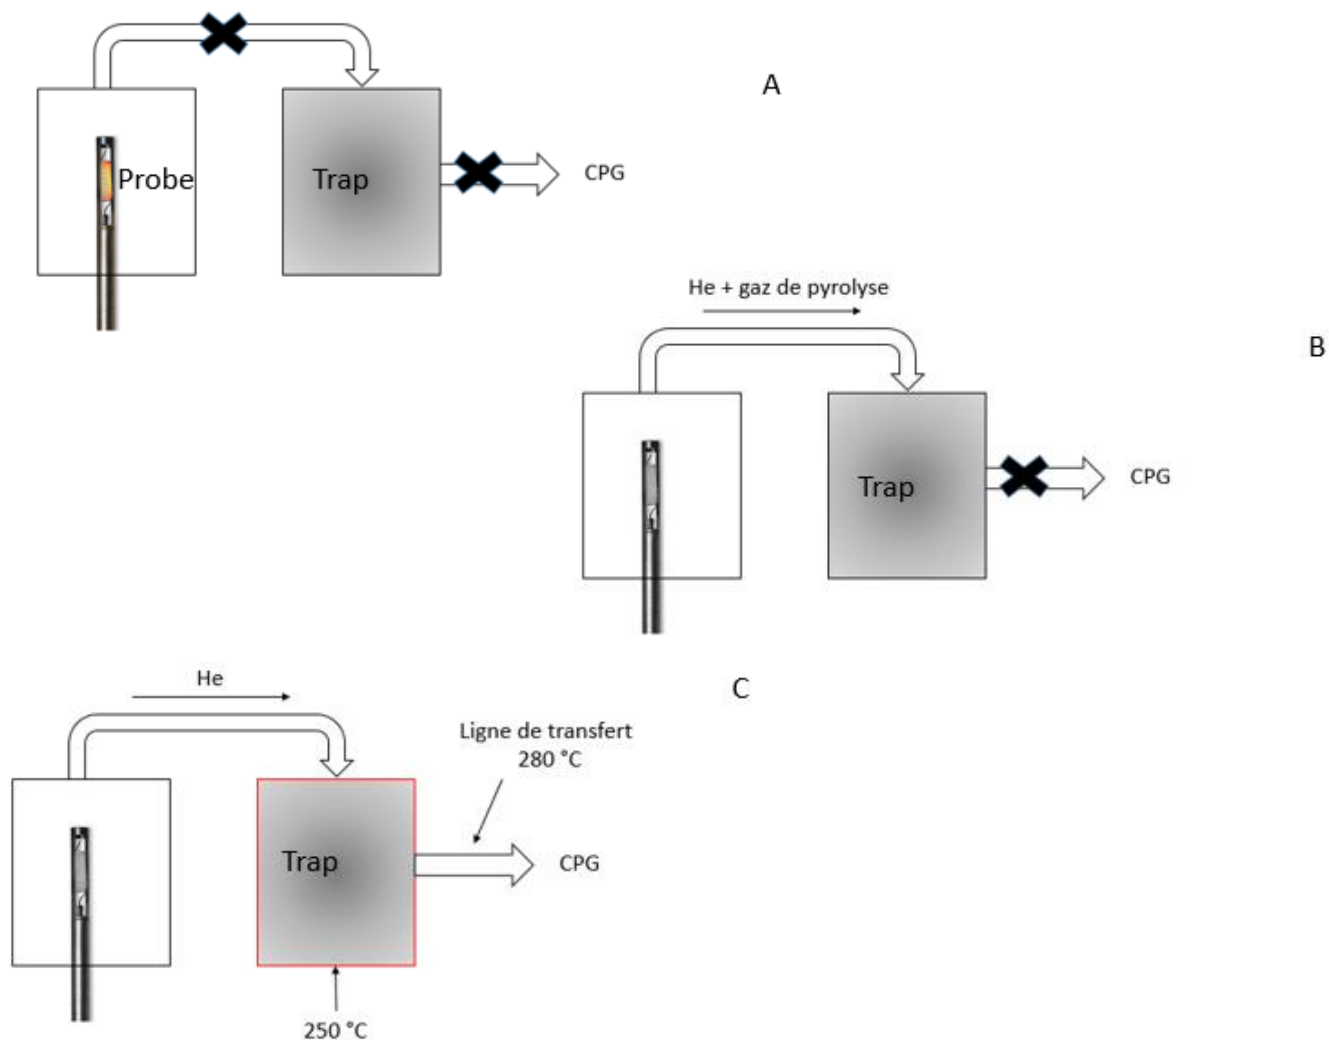 A
Probe
Trap
CPG
He + gaz de pyrolyse
B
Trap
CPG
He
C
Ligne de transfert
280 °C
Trap
CPG
250 °C